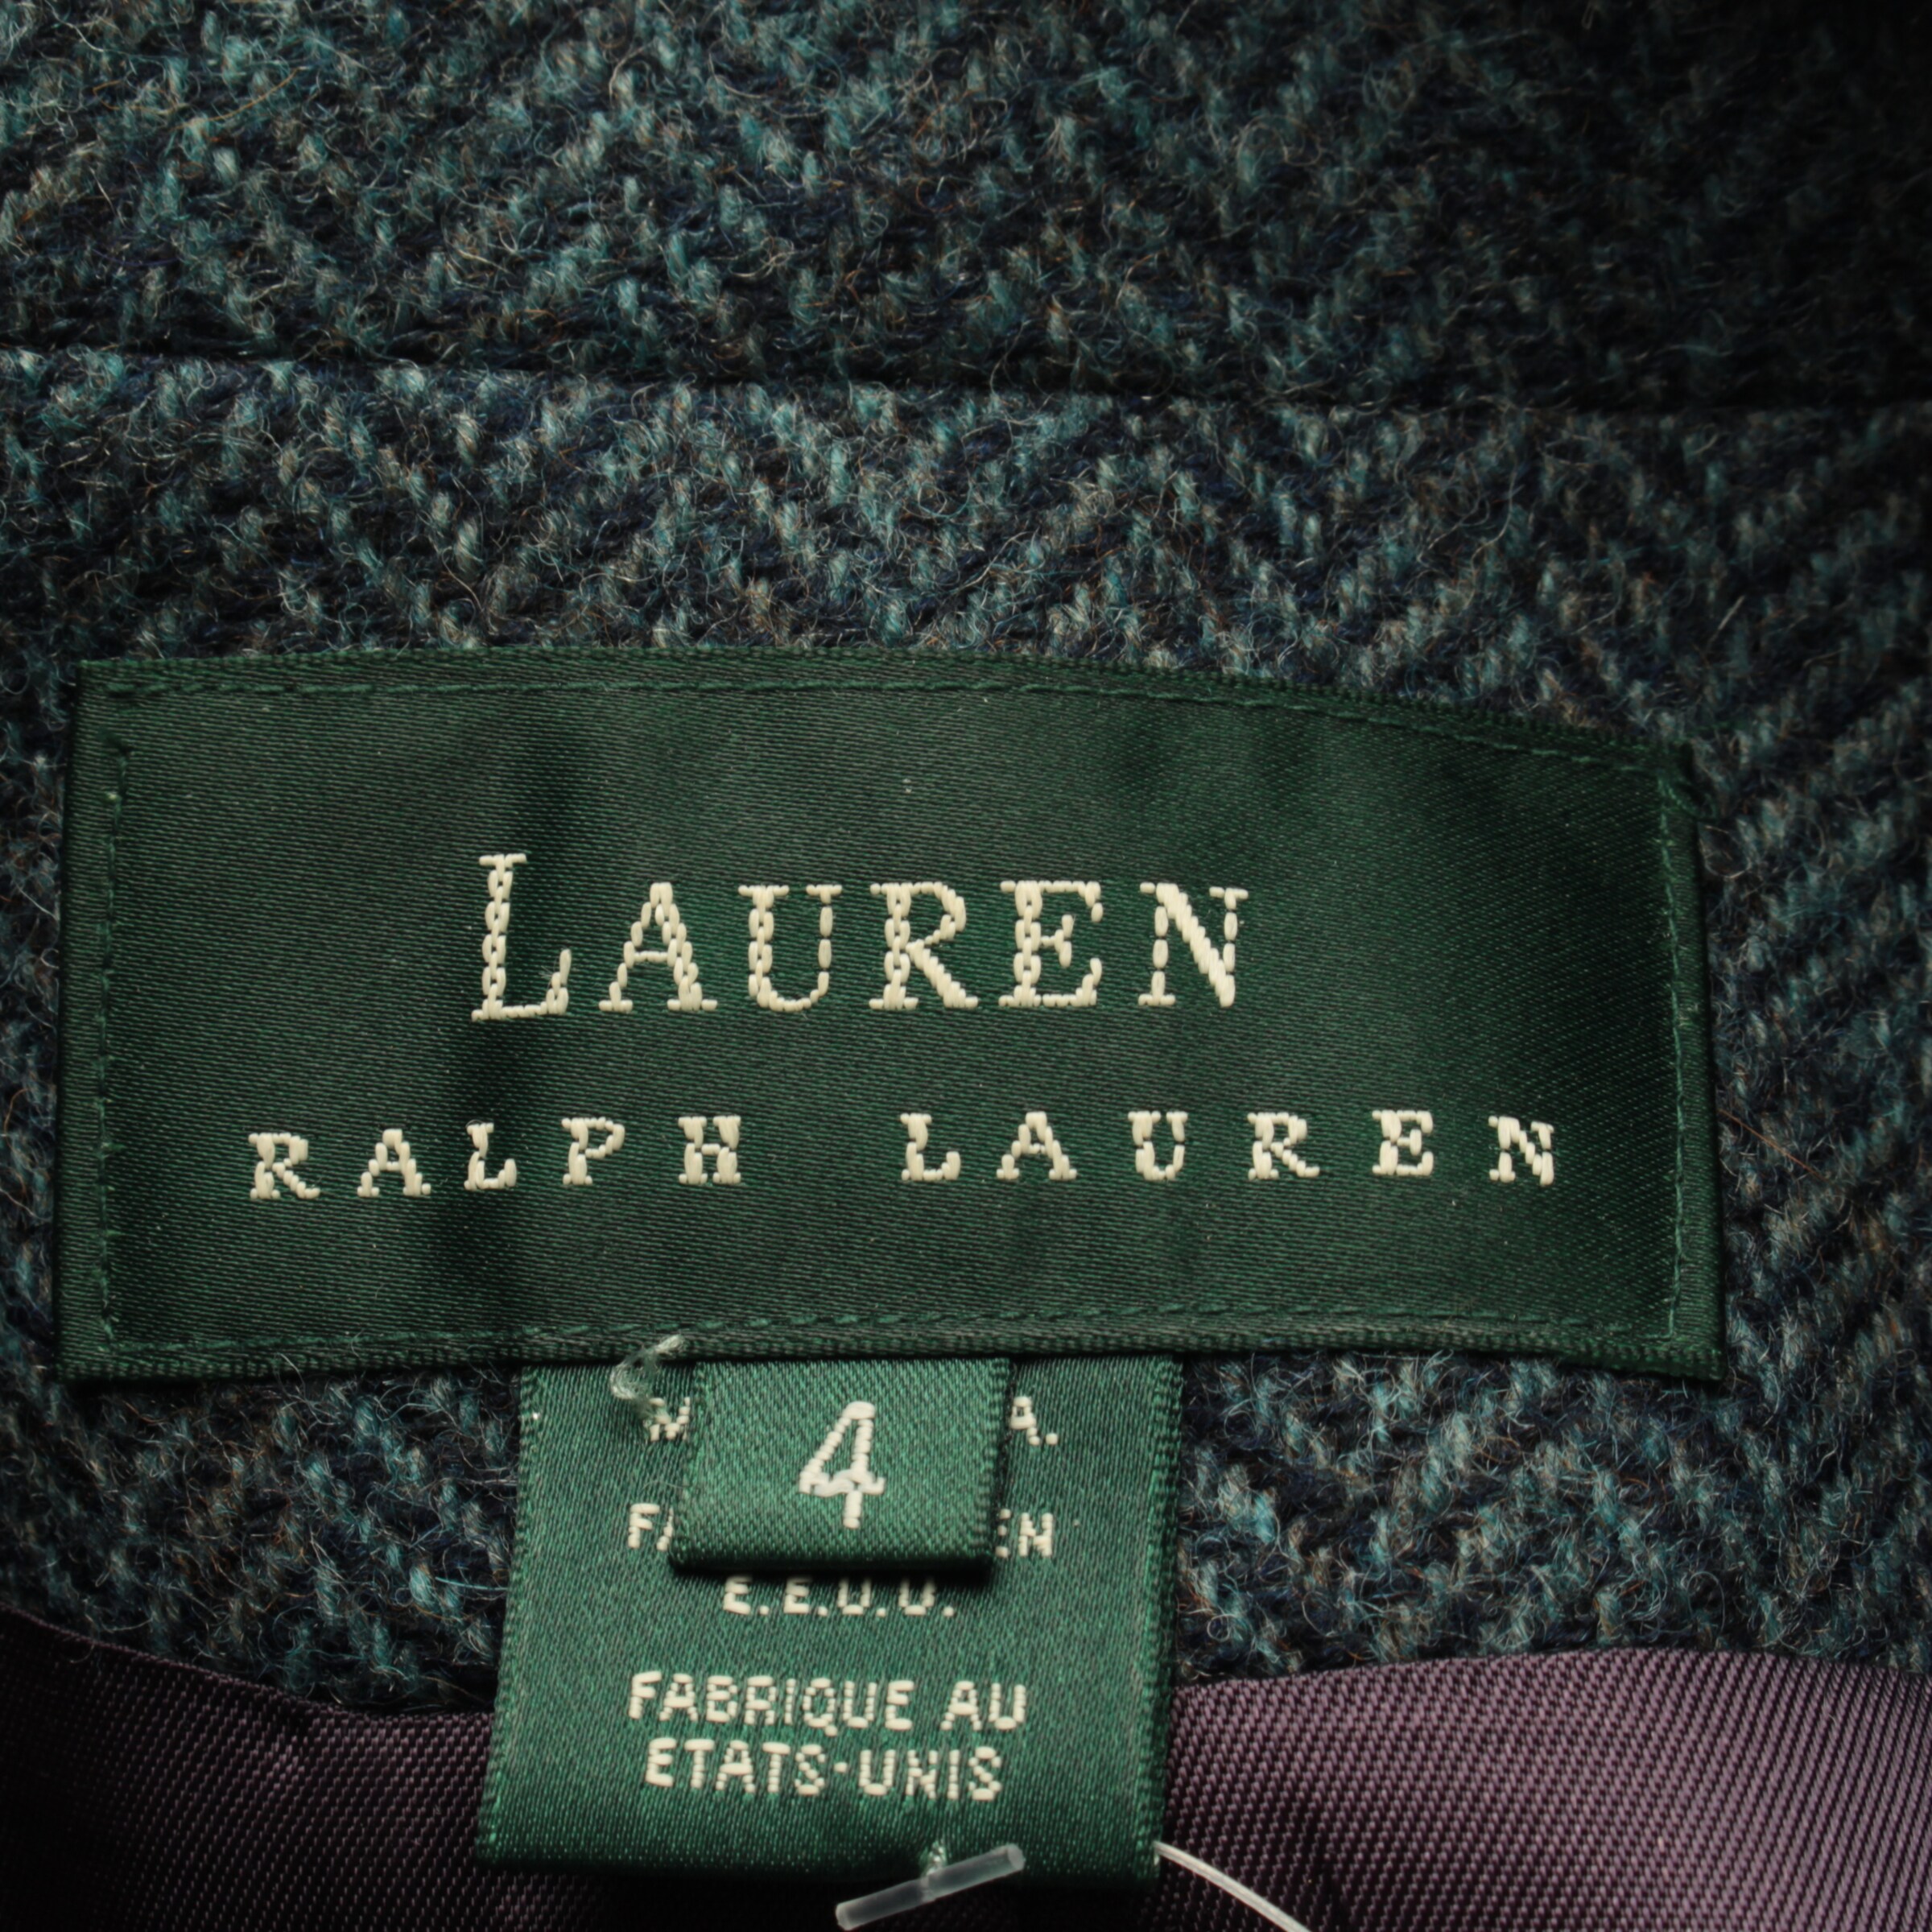 LAUREN
RALPH LAUREN
4
E.E.U.U.
FABRIQUE AU
ETATS-UNIS